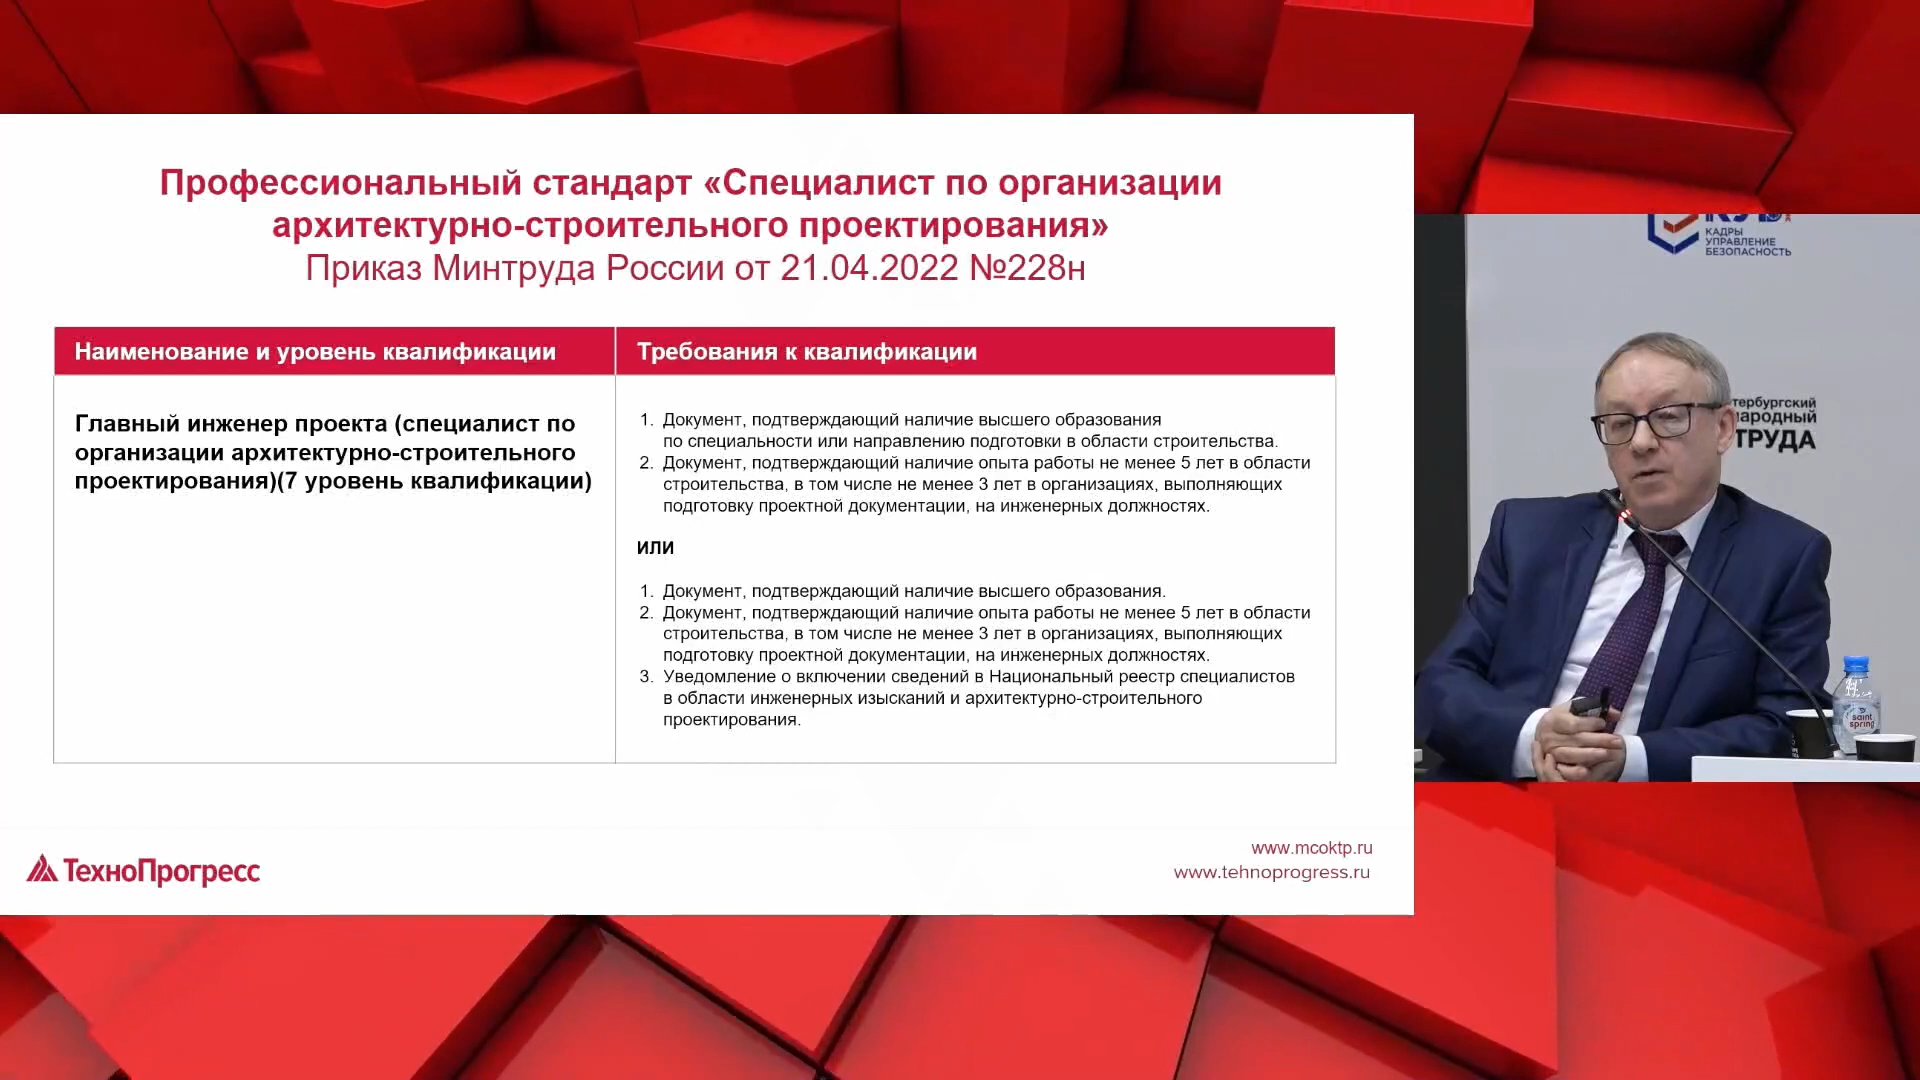 Профессиональный стандарт «Специалист по организации
архитектурно-строительного проектирования»
Приказ Минтруда России от 21.04.2022 №228н
Наименование и уровень квалификации
Требования к квалификации
Главный инженер проекта (специалист по
организации архитектурно-строительного
проектирования)(7 уровень квалификации)
1. Документ, подтверждающий наличие высшего образования
по специальности или направлению подготовки в области строительства.
2. Документ, подтверждающий наличие опыта работы не менее 5 лет в области
строительства, в том числе не менее 3 лет в организациях, выполняющих
подготовку проектной документации, на инженерных должностях.
или
1. Документ, подтверждающий наличие высшего образования.
2. Документ, подтверждающий наличие опыта работы не менее 5 лет в области
строительства, в том числе не менее 3 лет в организациях, выполняющих
подготовку проектной документации, на инженерных должностях.
3. Уведомление о включении сведений в Национальный реестр специалистов
в области инженерных изысканий и архитектурно-строительного
проектирования.
ТехноПрогресс
www.mcoktp.ru
www.tehnoprogress.ru
КАДРЫ
УПРАВЛЕНИЕ
БЕЗОПАСНОСТЬ
тербургский
народный
ТРУДА
saint
spring